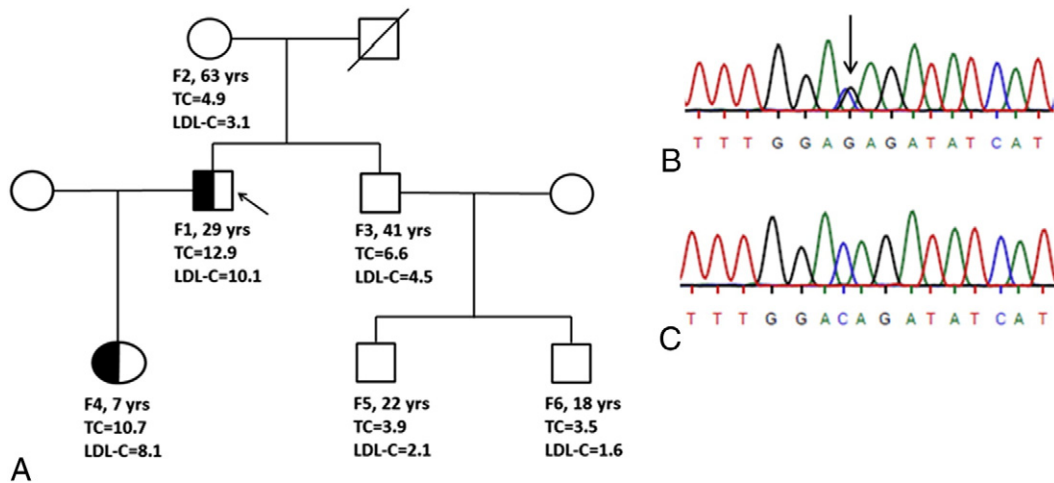 F2, 63 yrs
TC=4.9
LDL-C=3.1
F1, 29 yrs
TC=12.9
LDL-C=10.1
F3, 41 yrs
TC=6.6
LDL-C=4.5
F4, 7 yrs
TC=10.7
LDL-C=8.1
F5, 22 yrs
TC=3.9
LDL-C=2.1
F6, 18 yrs
TC=3.5
LDL-C=1.6
A
T T T G G A G A G A T A T C A T
B
T T T G G A C A G A T A T C A T
C